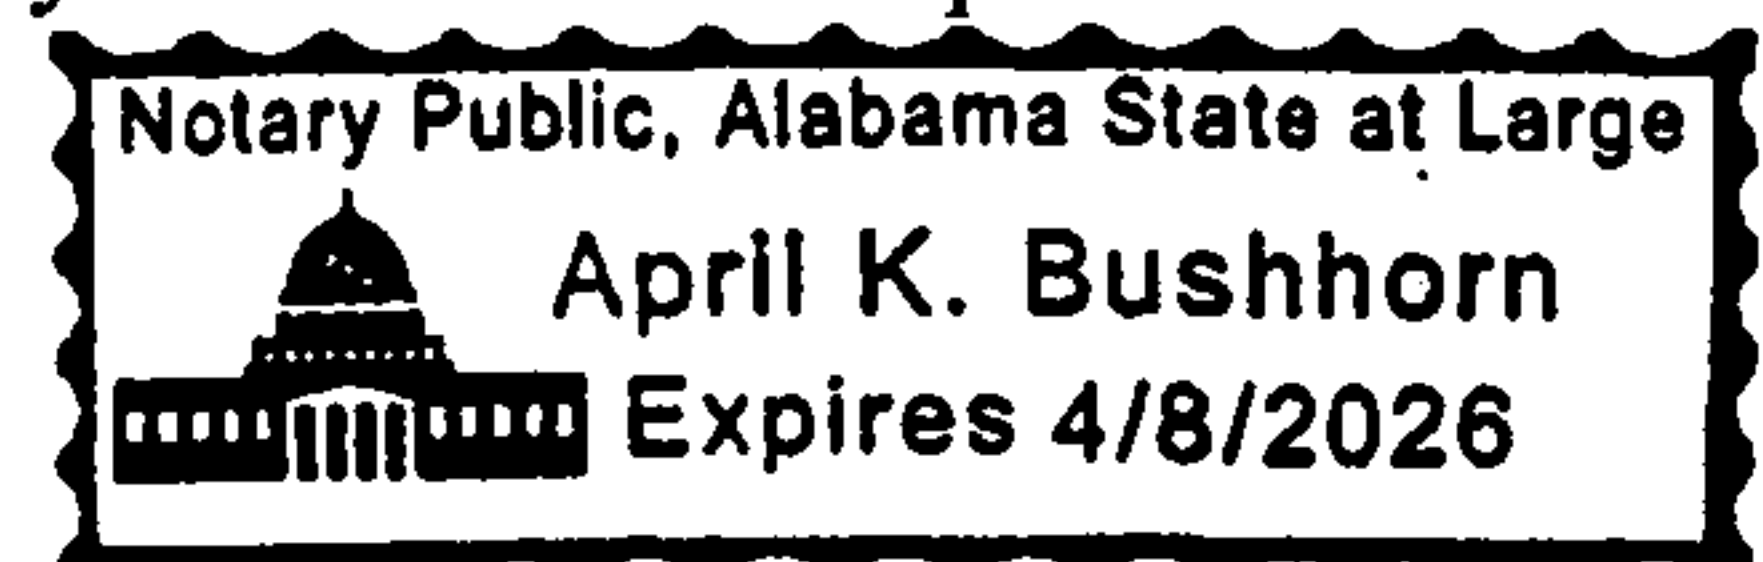 Notary Public, Alabama State at Large
April K. Bushhorn
Expires 4/8/2026